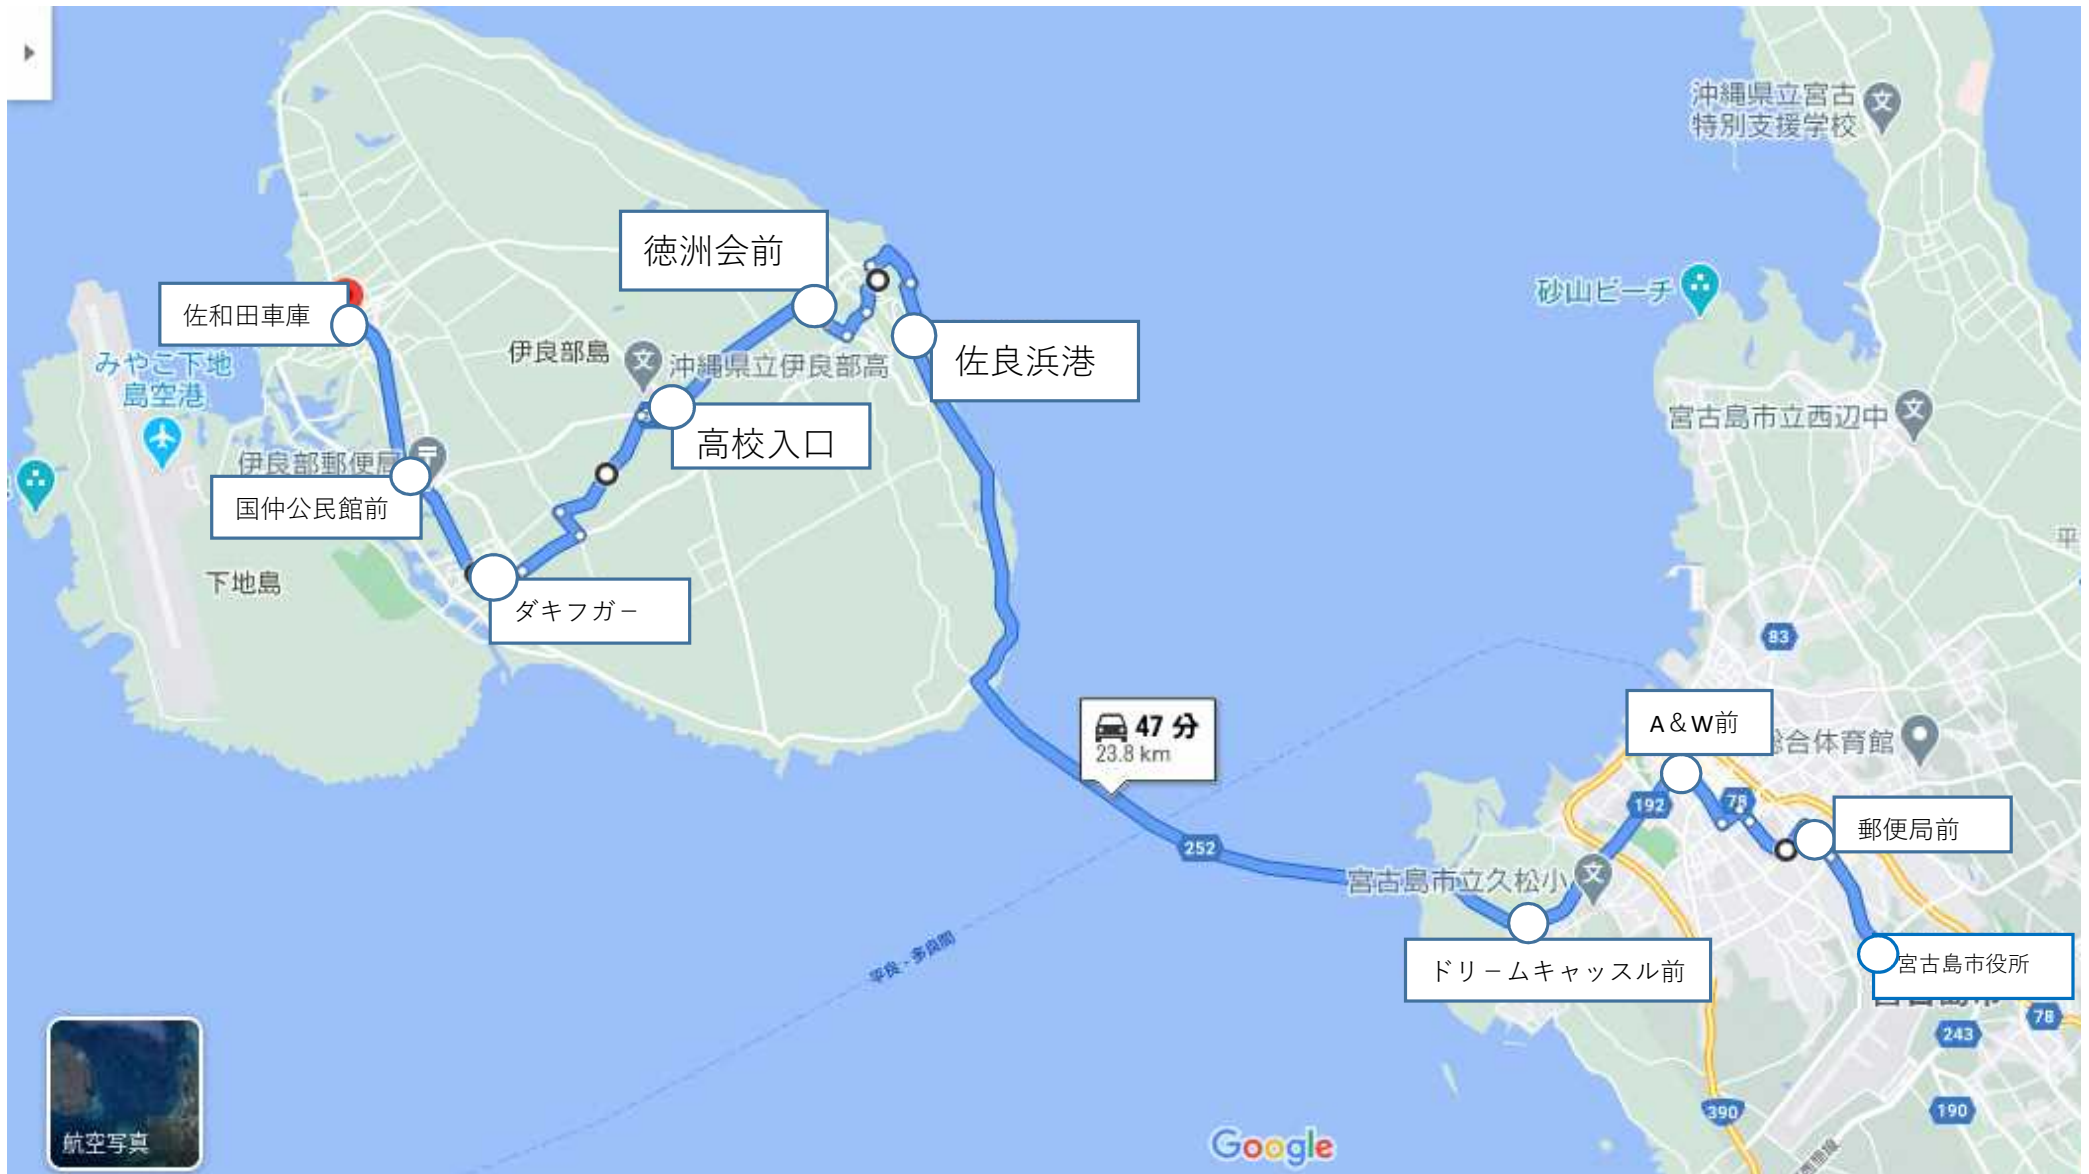 沖縄県立宮古
特別支援学校
徳洲会前
砂山ビーチ
佐和田車庫
伊良部島
沖縄県立伊良部高
佐良浜港
みやこ下地
島空港
宮古島市立西辺中
高校入口
伊良部郵便局
国仲公民館前
平
下地島
ダキフガー
83
47 分
23.8 km
A&W前
総合体育館
192
78
郵便局前
252
宮古島市立久松小
平良 - 多良間
ドリームキャッスル前
宮古島市役所
78
243
390
190
航空写真
Google